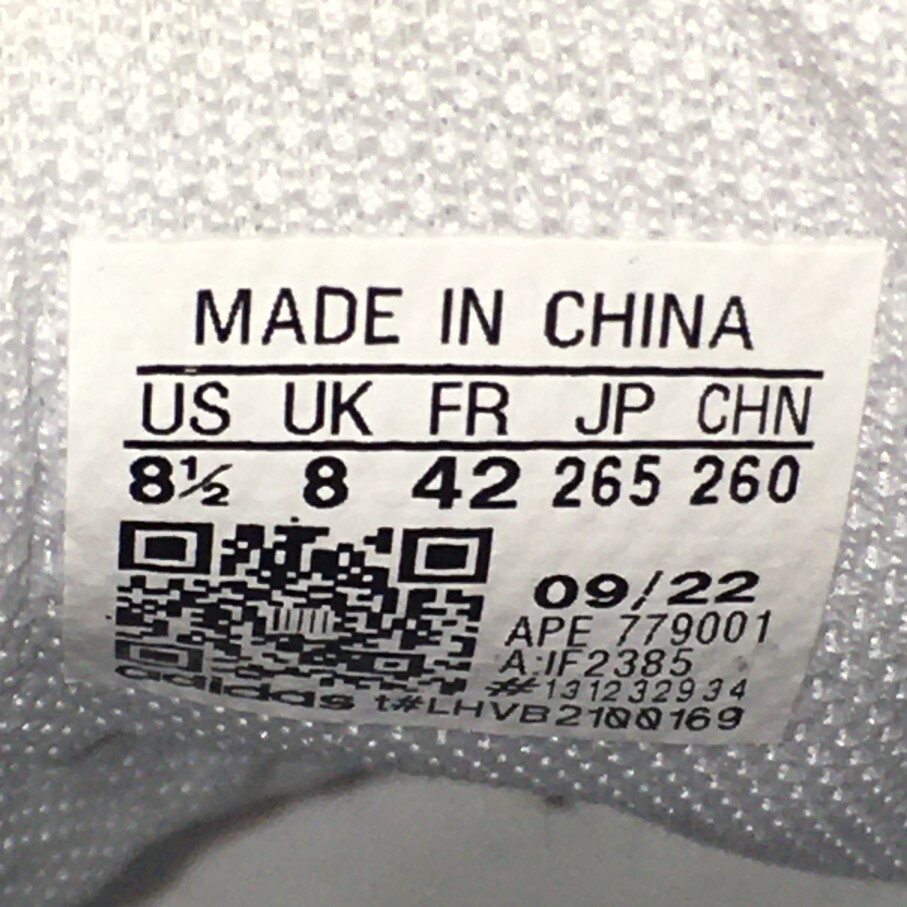 MADE IN CHINA
US UK FR JP CHN
8½ 8 42 265 260
09/22
APE 779001
A:IF2385
#131232934
adidas t#LHVB2100169